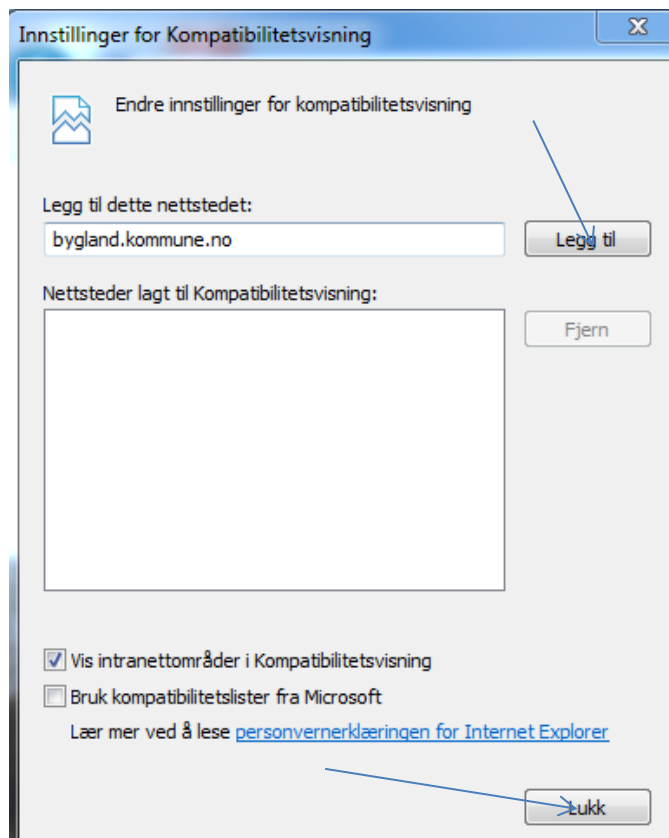 Innstillinger for Kompatibilitetsvisning
Endre innstillinger for kompatibilitetsvisning
Legg til dette nettstedet:
bygland.kommune.no
Legg til
Nettsteder lagt til Kompatibilitetsvisning:
Fjern
Vis intranettområder i Kompatibilitetsvisning
Bruk kompatibilitetslister fra Microsoft
Lær mer ved å lese personvernerklæringen for Internet Explorer
Lukk